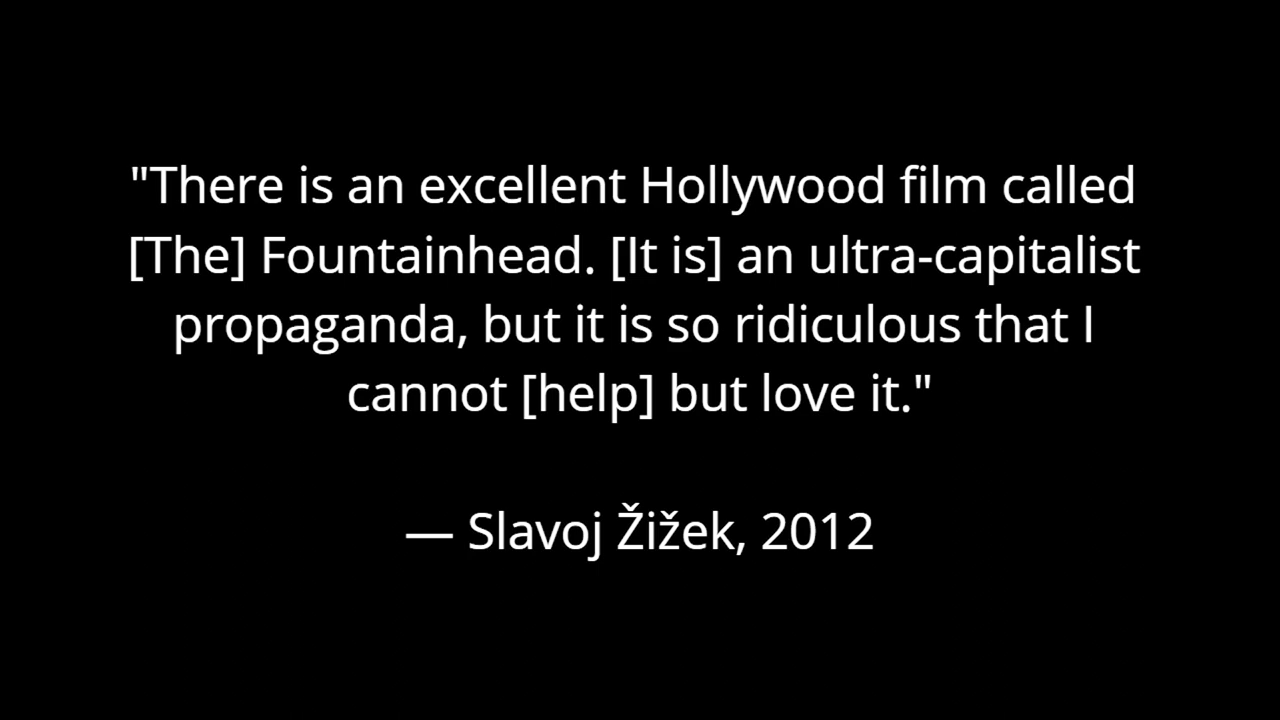 "There is an excellent Hollywood film called
[The] Fountainhead. [It is] an ultra-capitalist
propaganda, but it is so ridiculous that I
cannot [help] but love it."
— Slavoj Žižek, 2012